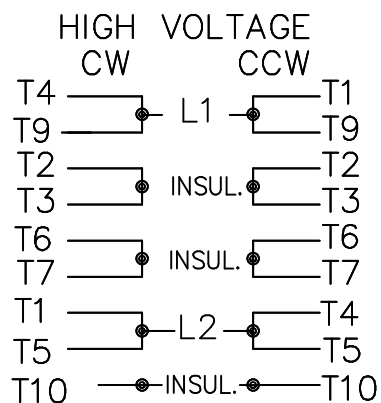 HIGH VOLTAGE
CW CCW
T4 T1
L1
T9 T9
T2 T2
INSUL.
T3 T3
T6 T6
INSUL.
T7 T7
T1 T4
L2
T5 T5
T10 INSUL. T10